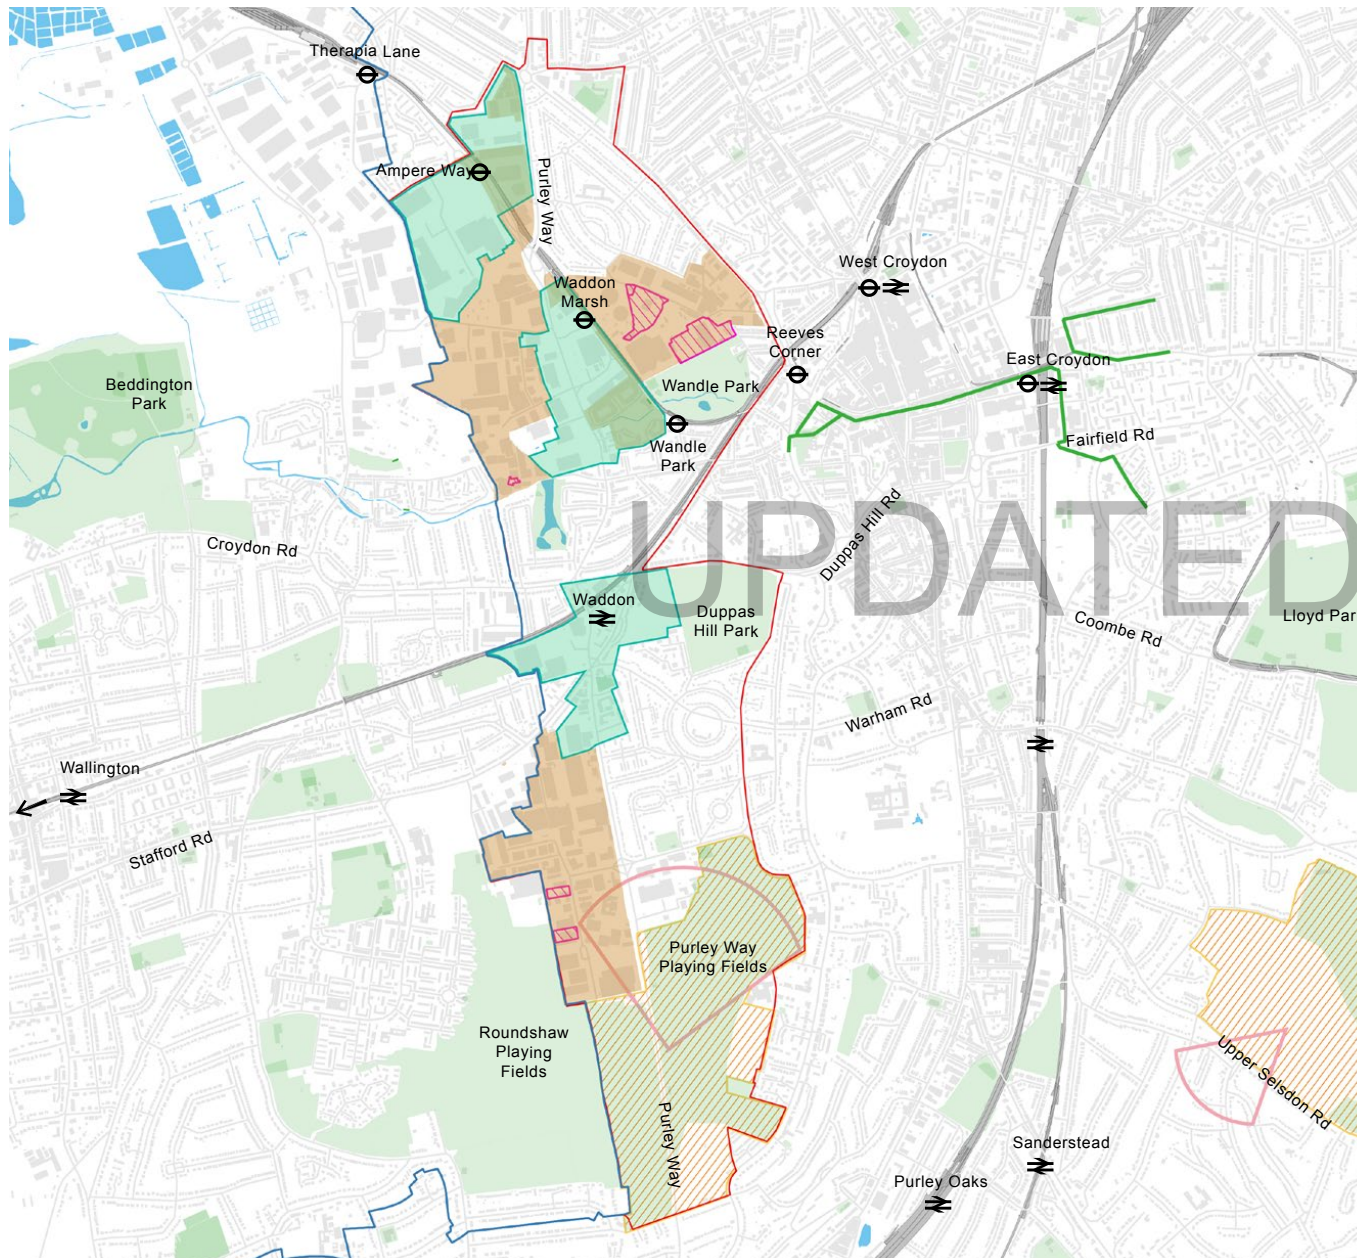 Therapia Lane
Ampere Way
Purley Way
West Croydon
Waddon
Marsh
Reeves
Corner
East Croydon
Beddington
Park
Wandle Park
Fairfield Rd
Wandle
Park
UPDATED
Duppas Hill Rd
Croydon Rd
Waddon
Duppas
Hill Park
Coombe Rd
Lloyd Par
Warham Rd
Wallington
Stafford Rd
Purley Way
Playing Fields
Roundshaw
Playing
Fields
Upper Selsdon Rd
Purley Way
Sanderstead
Purley Oaks